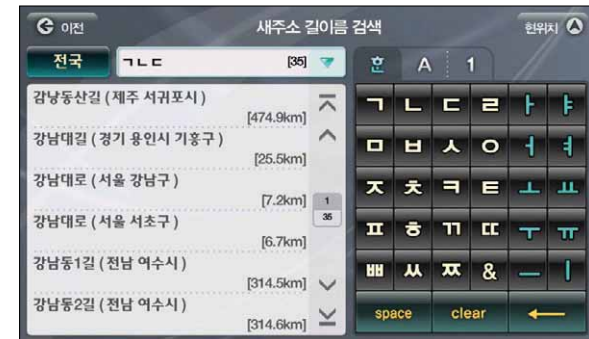 이전 새주소 길이름 검색 현위치
전국 ㄱㄴㄷ [35] 한 A 1
감낭동산길 (제주 서귀포시)
[474.9km]
강남대길 (경기 용인시 기흥구)
[25.5km]
강남대로 (서울 강남구)
[7.2km]
강남대로 (서울 서초구)
[6.7km]
강남동1길 (전남 여수시)
[314.5km]
강남동2길 (전남 여수시)
[314.6km]
1
35
ㄱ ㄴ ㄷ ㄹ ㅏ ㅑ
ㅁ ㅂ ㅅ ㅇ ㅓ ㅕ
ㅈ ㅊ ㅋ ㅌ ㅗ ㅛ
ㅍ ㅎ ㄲ ㄸ ㅜ ㅠ
ㅃ ㅆ ㅉ & ㅡ ㅣ
space clear